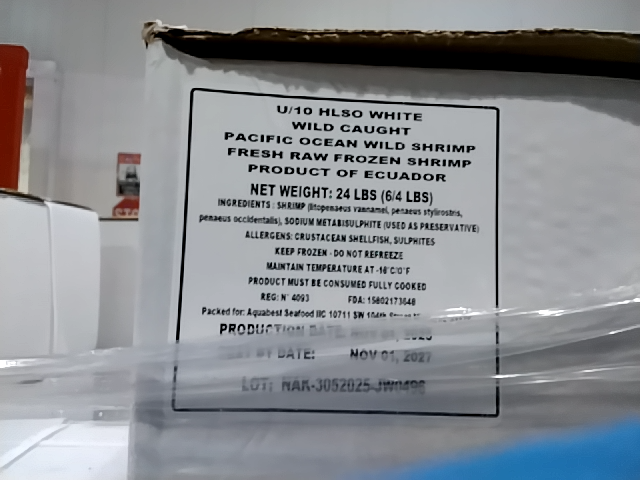 U/10 HLSO WHITE
WILD CAUGHT
PACIFIC OCEAN WILD SHRIMP
FRESH RAW FROZEN SHRIMP
PRODUCT OF ECUADOR
NET WEIGHT: 24 LBS (6/4 LBS)
INGREDIENTS : SHRIMP (litopenaeus vannamei, penaeus stylirostris,
penaeus occidentalis), SODIUM METABISULPHITE (USED AS PRESERVATIVE)
ALLERGENS: CRUSTACEAN SHELLFISH, SULPHITES
KEEP FROZEN - DO NOT REFREEZE
MAINTAIN TEMPERATURE AT -18°C/0°F
PRODUCT MUST BE CONSUMED FULLY COOKED
REG: N° 4093 FDA: 15802173648
Packed for: Aquabest Seafood llC 10711 SW 104th
PRODUCTION DATE:
BY DATE: NOV 01, 2027
LOT: